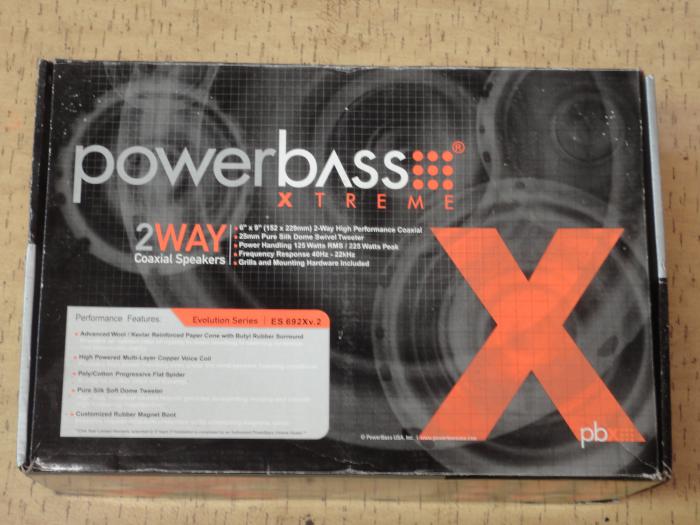 powerbass®
XTREME
2WAY
Coaxial Speakers
6" x 9" (152 x 229mm) 2-Way High Performance Coaxial
25mm Pure Silk Dome Swivel Tweeter
Power Handling 125 Watts RMS / 225 Watts Peak
Frequency Response 40Hz - 22kHz
Grills and Mounting Hardware Included
X
Performance Features:
Evolution Series | ES 692Xv.2
Advanced Wool / Kevlar Reinforced Paper Cone with Butyl Rubber Surround
High Powered Multi-Layer Copper Voice Coil
Poly/Cotton Progressive Flat Spider
Pure Silk Soft Dome Tweeter
Customized Rubber Magnet Boot
© PowerBass USA, Inc. | www.powerbassusa.com
pbx